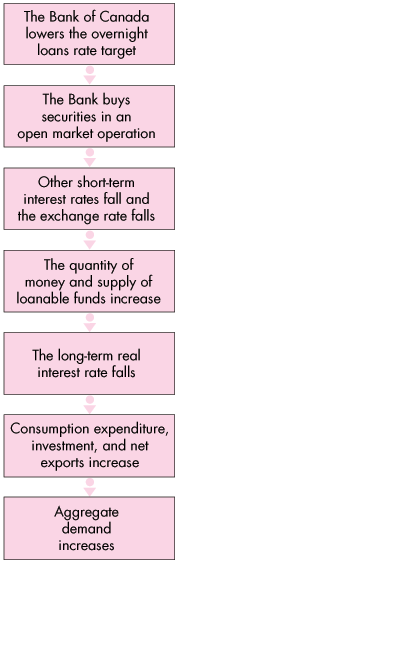 The Bank of Canada
lowers the overnight
loans rate target
The Bank buys
securities in an
open market operation
Other short-term
interest rates fall and
the exchange rate falls
The quantity of
money and supply of
loanable funds increase
The long-term real
interest rate falls
Consumption expenditure,
investment, and net
exports increase
Aggregate
demand
increases